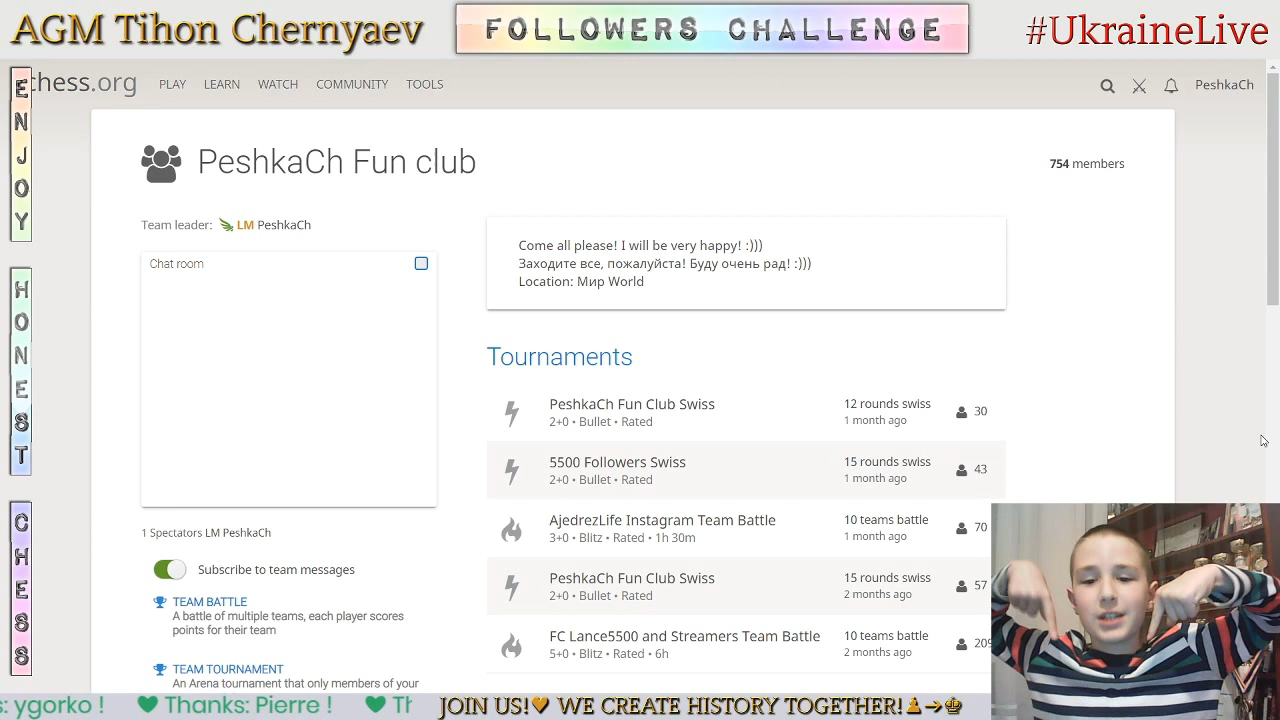 AGM Tihon Chernyaev
FOLLOWERS CHALLENGE
#UkraineLive
ENJOY
HONEST
CHESS
chess.org
PLAY LEARN WATCH COMMUNITY TOOLS
PeshkaCh
PeshkaCh Fun club
754 members
Team leader: LM PeshkaCh
Chat room
Come all please! I will be very happy! :)))
Заходите все, пожалуйста! Буду очень рад! :)))
Location: Мир World
Tournaments
PeshkaCh Fun Club Swiss
2+0 • Bullet • Rated
12 rounds swiss
1 month ago
30
5500 Followers Swiss
2+0 • Bullet • Rated
15 rounds swiss
1 month ago
43
AjedrezLife Instagram Team Battle
3+0 • Blitz • Rated • 1h 30m
10 teams battle
1 month ago
70
PeshkaCh Fun Club Swiss
2+0 • Bullet • Rated
15 rounds swiss
2 months ago
57
FC Lance5500 and Streamers Team Battle
5+0 • Blitz • Rated • 6h
10 teams battle
2 months ago
1 Spectators LM PeshkaCh
Subscribe to team messages
TEAM BATTLE
A battle of multiple teams, each player scores
points for their team
TEAM TOURNAMENT
An Arena tournament that only members of your
s: ygorko ! Thanks: Pierre ! Th
JOIN US!🧡 WE CREATE HISTORY TOGETHER!♟→♚